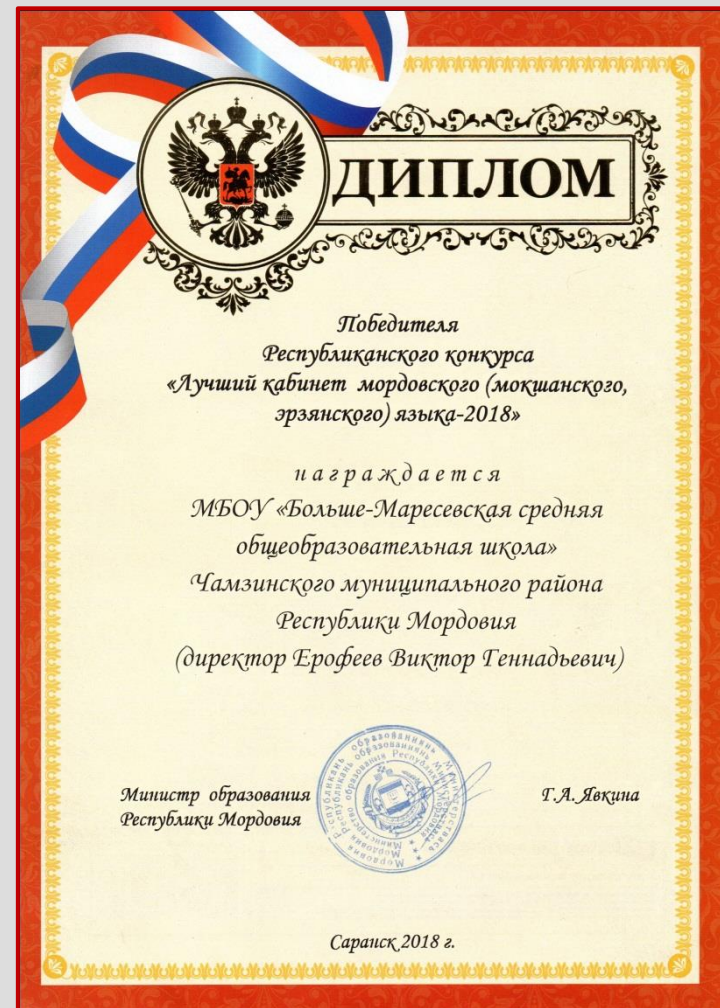 ДИПЛОМ
Победителя
Республиканского конкурса
«Лучший кабинет мордовского (мокшанского,
эрзянского) языка-2018»
награждается
МБОУ «Больше-Маресевская средняя
общеобразовательная школа»
Чамзинского муниципального района
Республики Мордовия
(директор Ерофеев Виктор Геннадьевич)
Министр образования
Республики Мордовия
Г.А. Явкина
Саранск 2018 г.